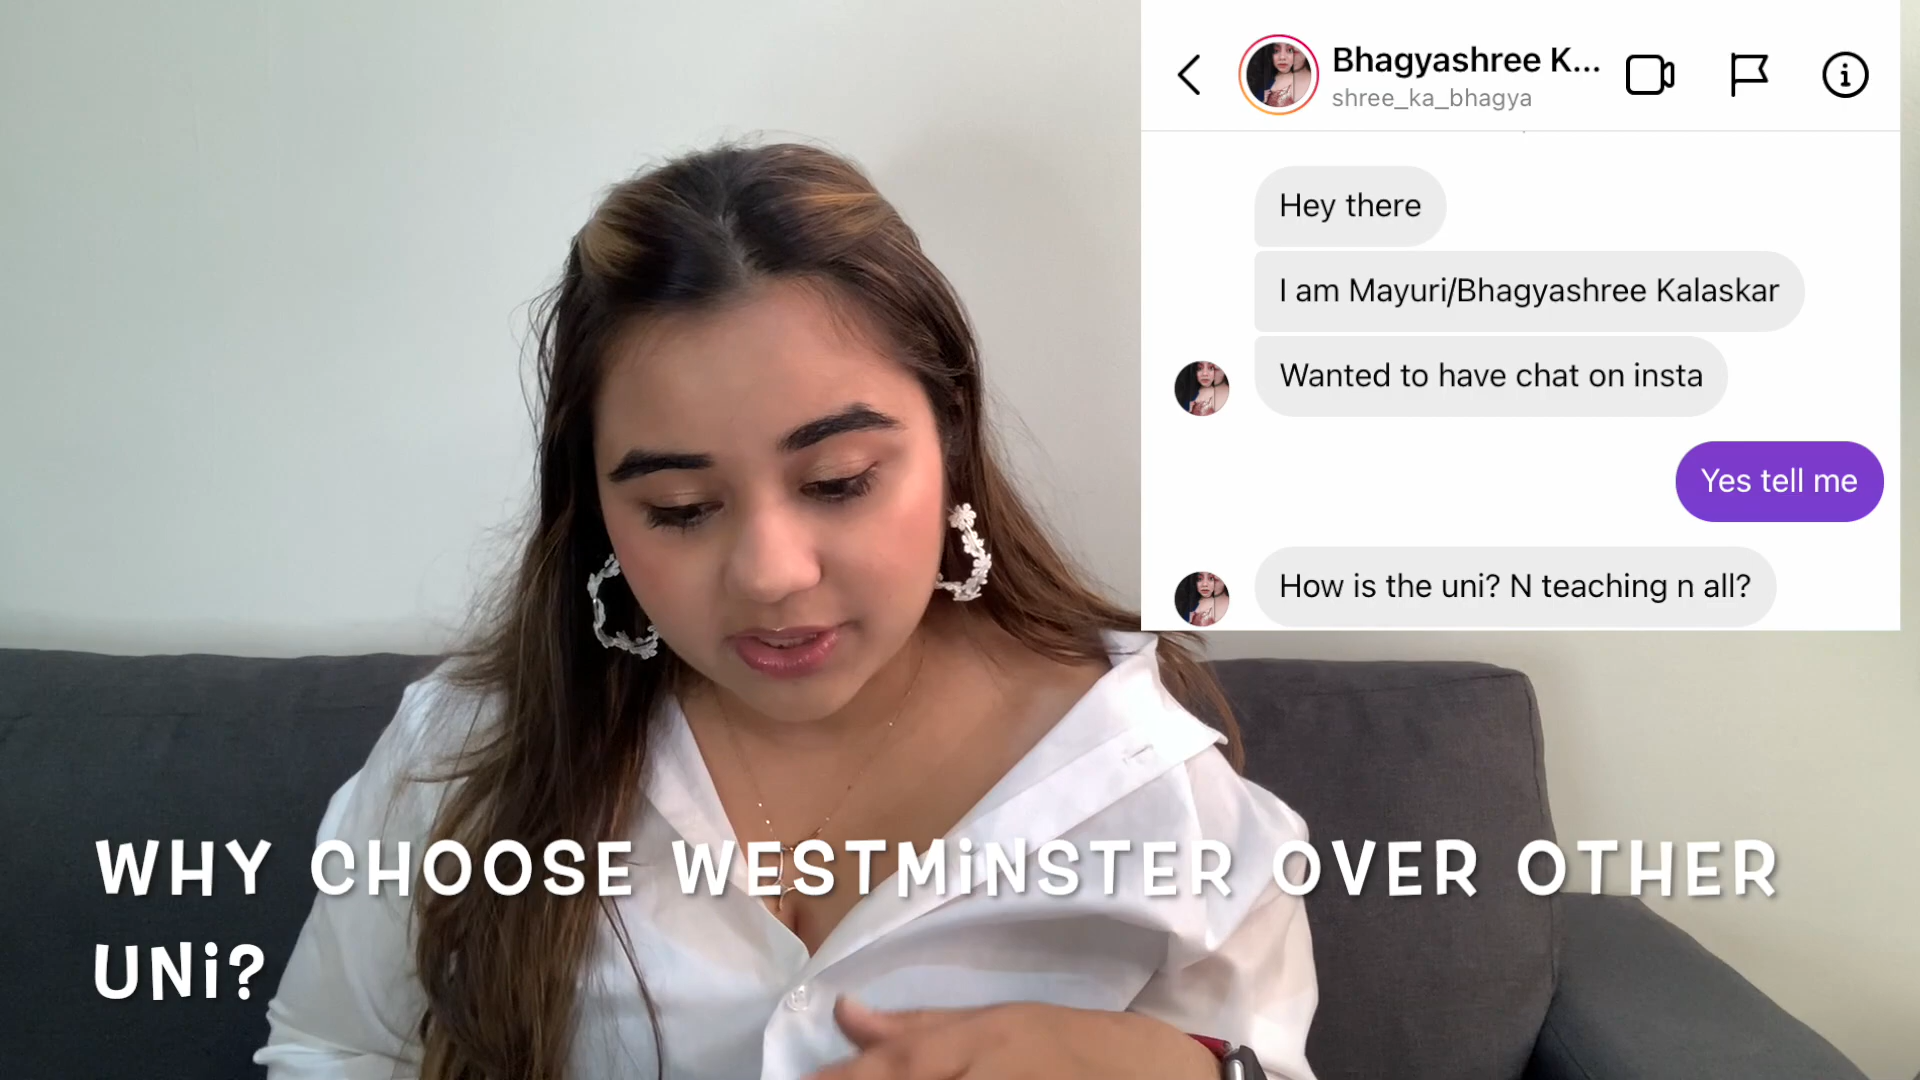 Bhagyashree K...
shree_ka_bhagya
Hey there
I am Mayuri/Bhagyashree Kalaskar
Wanted to have chat on insta
Yes tell me
How is the uni? N teaching n all?
WHY CHOOSE WESTMiNSTER OVER OTHER
UNi?